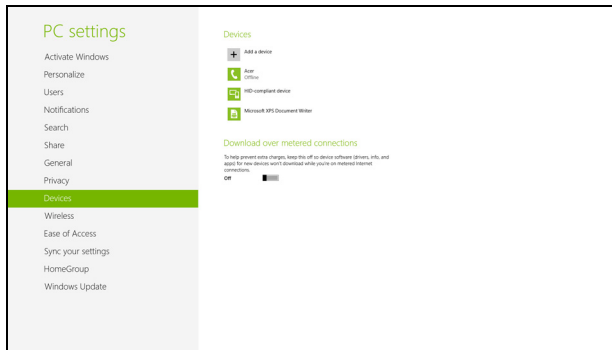 PC settings
Activate Windows
Personalize
Users
Notifications
Search
Share
General
Privacy
Devices
Wireless
Ease of Access
Sync your settings
HomeGroup
Windows Update
Devices
Add a device
Acer
Offline
HID-compliant device
Microsoft XPS Document Writer
Download over metered connections
To help prevent extra charges, keep this off so device software (drivers, info, and
apps) for new devices won't download while you're on metered Internet
connections.
Off